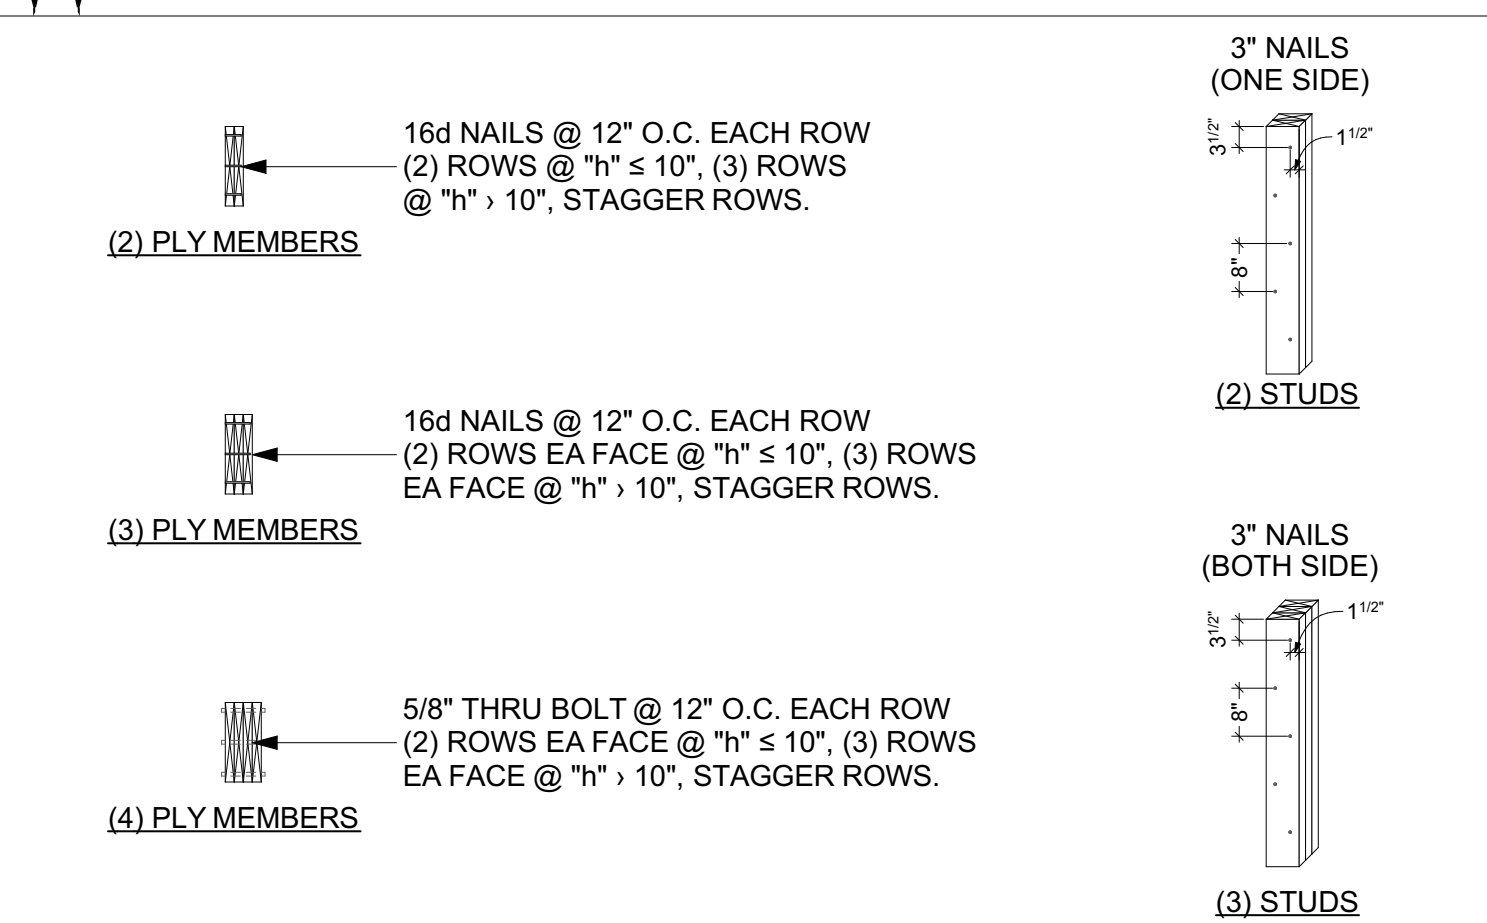 16d NAILS @ 12" O.C. EACH ROW
(2) ROWS @ "h" ≤ 10", (3) ROWS
@ "h" › 10", STAGGER ROWS.
(2) PLY MEMBERS
16d NAILS @ 12" O.C. EACH ROW
(2) ROWS EA FACE @ "h" ≤ 10", (3) ROWS
EA FACE @ "h" › 10", STAGGER ROWS.
(3) PLY MEMBERS
5/8" THRU BOLT @ 12" O.C. EACH ROW
(2) ROWS EA FACE @ "h" ≤ 10", (3) ROWS
EA FACE @ "h" › 10", STAGGER ROWS.
(4) PLY MEMBERS
3" NAILS
(ONE SIDE)
3 1/2"
1 1/2"
8"
(2) STUDS
3" NAILS
(BOTH SIDE)
3 1/2"
1 1/2"
8"
(3) STUDS